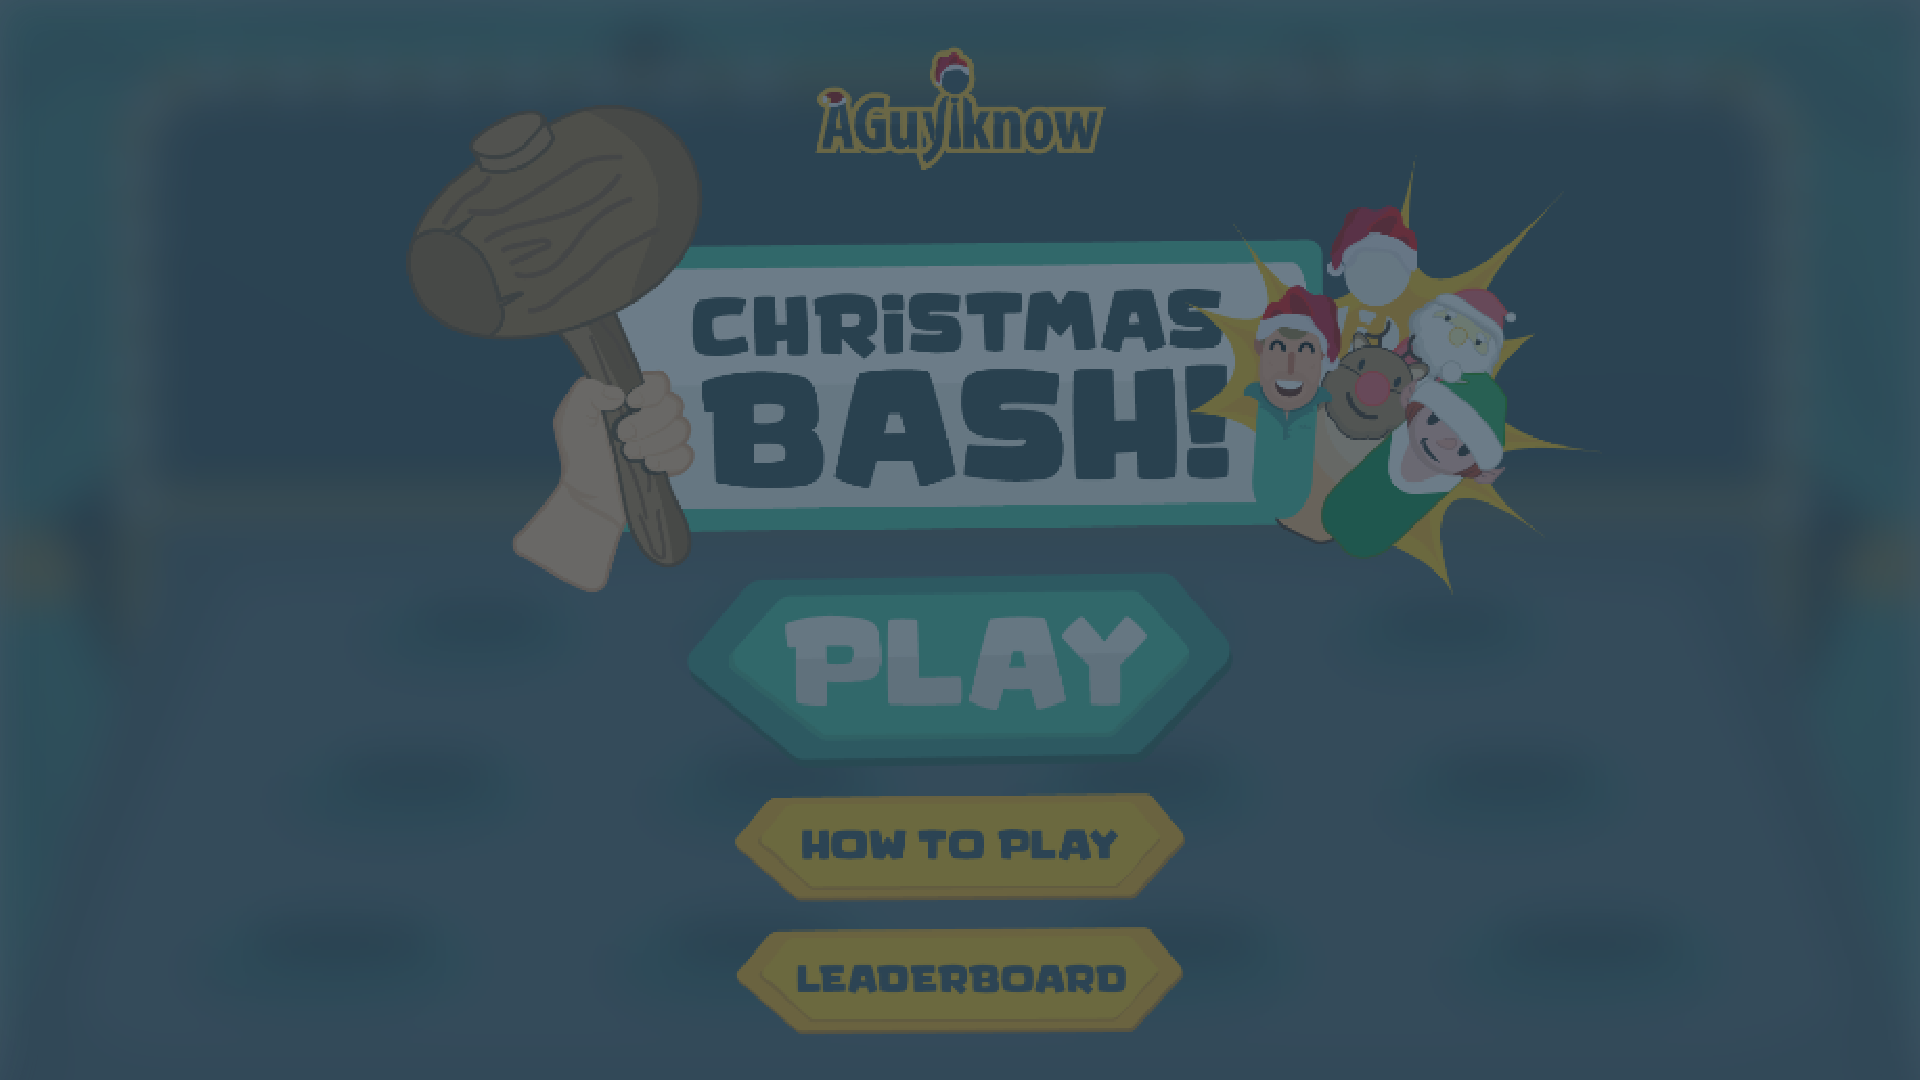 AGuyiknow
CHRiSTMAS
BASH!
PLAY
HOW TO PLAY
LEADERBOARD